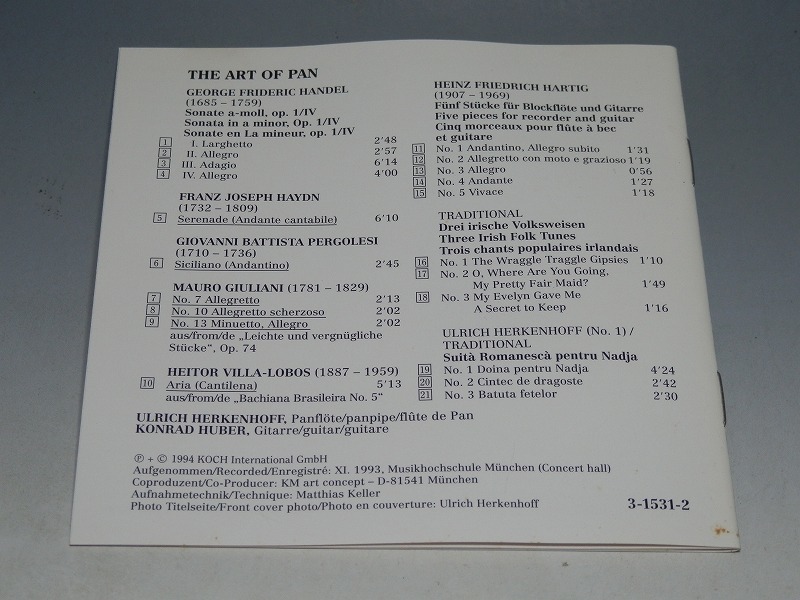 THE ART OF PAN
GEORGE FRIDERIC HANDEL
(1685 – 1759)
Sonate a-moll, op. 1/IV
Sonata in a minor, Op. 1/IV
Sonate en La mineur, op. 1/IV
1 I. Larghetto 2’48
2 II. Allegro 2’57
3 III. Adagio 6’14
4 IV. Allegro 4’00
FRANZ JOSEPH HAYDN
(1732 – 1809)
5 Serenade (Andante cantabile) 6’10
GIOVANNI BATTISTA PERGOLESI
(1710 – 1736)
6 Siciliano (Andantino) 2’45
MAURO GIULIANI (1781 – 1829)
7 No. 7 Allegretto 2’13
8 No. 10 Allegretto scherzoso 2’02
9 No. 13 Minuetto, Allegro 2’02
aus/from/de „Leichte und vergnügliche
Stücke“, Op. 74
HEITOR VILLA-LOBOS (1887 – 1959)
10 Aria (Cantilena) 5’13
aus/from/de „Bachiana Brasileira No. 5“
HEINZ FRIEDRICH HARTIG
(1907 – 1969)
Fünf Stücke für Blockflöte und Gitarre
Five pieces for recorder and guitar
Cinq morceaux pour flûte à bec
et guitare
11 No. 1 Andantino, Allegro subito 1’31
12 No. 2 Allegretto con moto e grazioso 1’19
13 No. 3 Allegro 0’56
14 No. 4 Andante 1’27
15 No. 5 Vivace 1’18
TRADITIONAL
Drei irische Volksweisen
Three Irish Folk Tunes
Trois chants populaires irlandais
16 No. 1 The Wraggle Traggle Gipsies 1’10
17 No. 2 O, Where Are You Going,
My Pretty Fair Maid? 1’49
18 No. 3 My Evelyn Gave Me
A Secret to Keep 1’16
ULRICH HERKENHOFF (No. 1) /
TRADITIONAL
Suită Romanescă pentru Nadja
19 No. 1 Doina pentru Nadja 4’24
20 No. 2 Cintec de dragoste 2’42
21 No. 3 Batuta fetelor 2’30
ULRICH HERKENHOFF, Panflöte/panpipe/flûte de Pan
KONRAD HUBER, Gitarre/guitar/guitare
℗ + © 1994 KOCH International GmbH
Aufgenommen/Recorded/Enregistré: XI. 1993, Musikhochschule München (Concert hall)
Coproduzent/Co-Producer: KM art concept – D-81541 München
Aufnahmetechnik/Technique: Matthias Keller
Photo Titelseite/Front cover photo/Photo en couverture: Ulrich Herkenhoff
3-1531-2